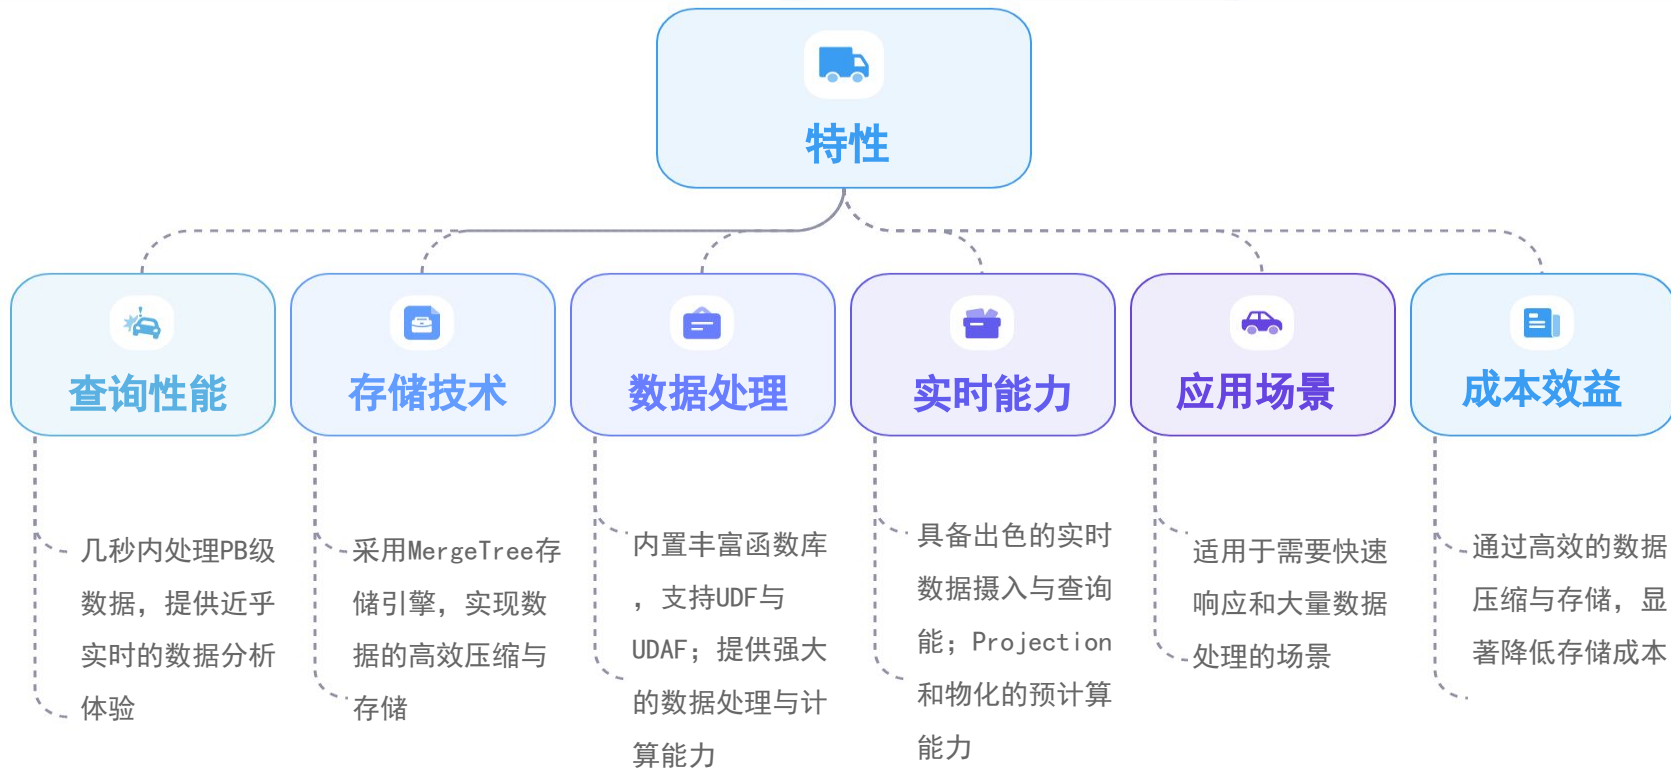 特性
查询性能
几秒内处理PB级
数据，提供近乎
实时的数据分析
体验
存储技术
采用MergeTree存
储引擎，实现数
据的高效压缩与
存储
数据处理
内置丰富函数库
，支持UDF与
UDAF；提供强大
的数据处理与计
算能力
实时能力
具备出色的实时
数据摄入与查询
能；Projection
和物化的预计算
能力
应用场景
适用于需要快速
响应和大量数据
处理的场景
成本效益
通过高效的数据
压缩与存储，显
著降低存储成本